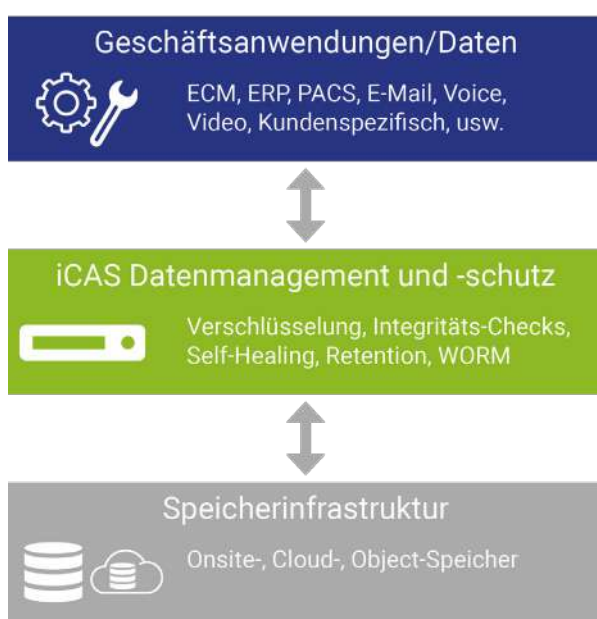 Geschäftsanwendungen/Daten
ECM, ERP, PACS, E-Mail, Voice,
Video, Kundenspezifisch, usw.
iCAS Datenmanagement und -schutz
Verschlüsselung, Integritäts-Checks,
Self-Healing, Retention, WORM
Speicherinfrastruktur
Onsite-, Cloud-, Object-Speicher